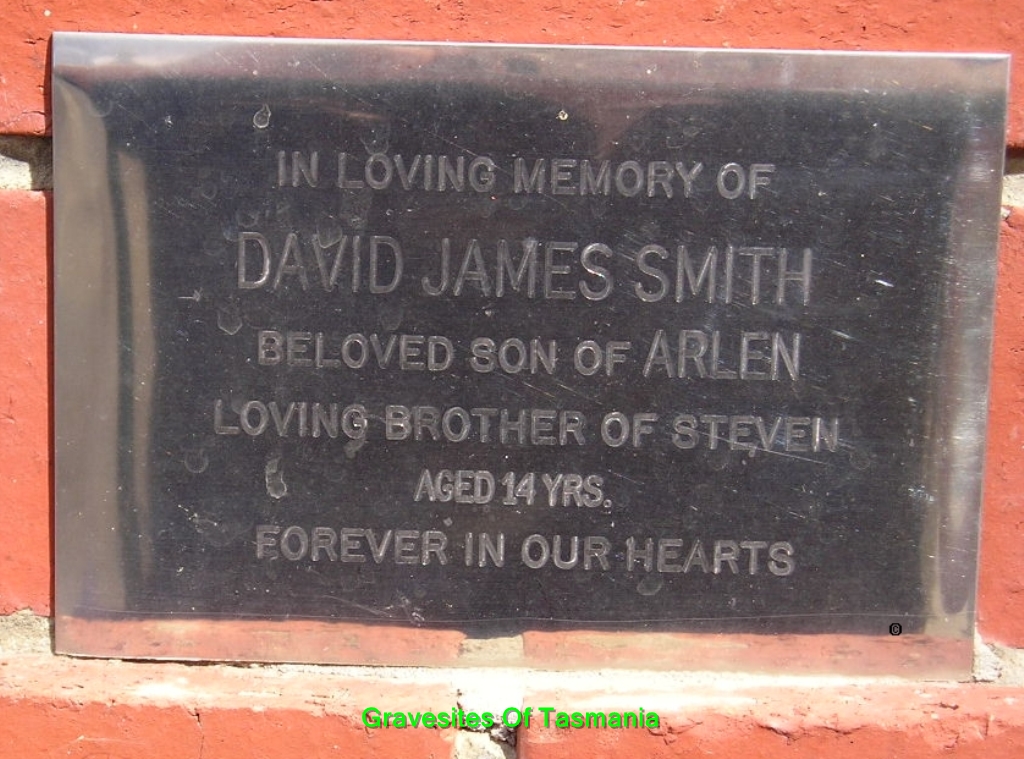 IN LOVING MEMORY OF
DAVID JAMES SMITH
BELOVED SON OF ARLEN
LOVING BROTHER OF STEVEN
AGED 14 YRS.
FOREVER IN OUR HEARTS
©
Gravesites Of Tasmania